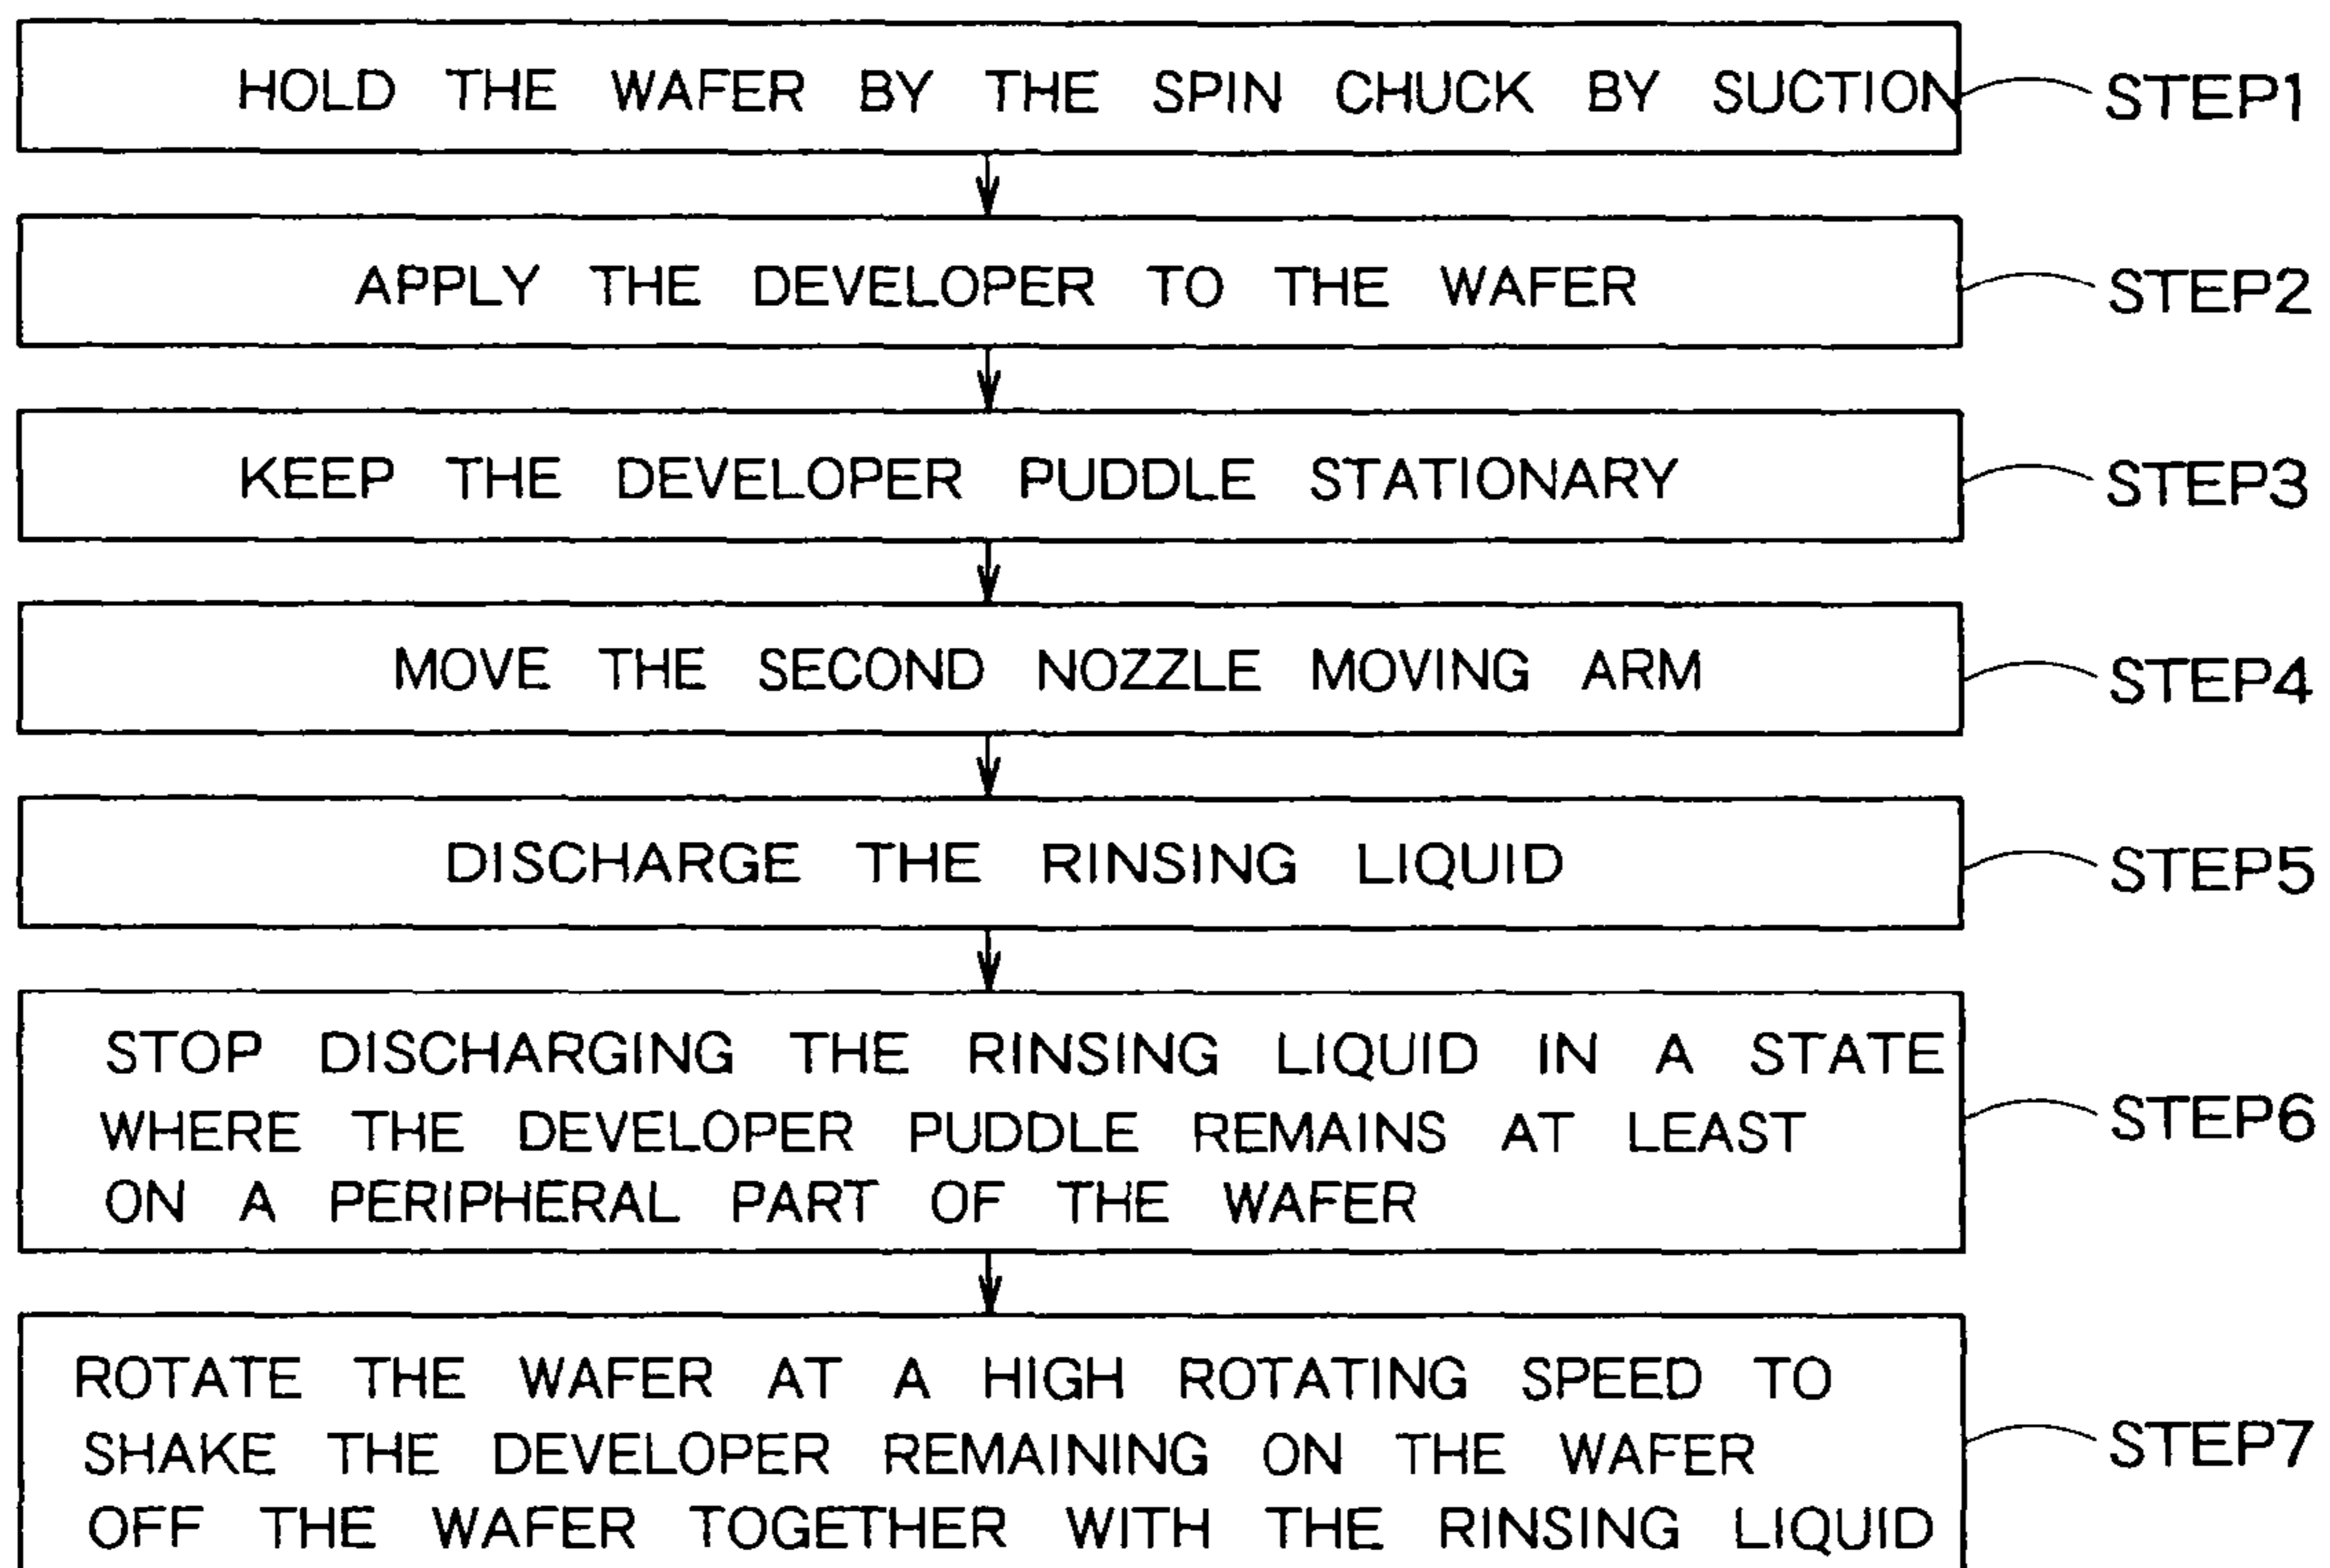 HOLD THE WAFER BY THE SPIN CHUCK BY SUCTION STEP1
APPLY THE DEVELOPER TO THE WAFER STEP2
KEEP THE DEVELOPER PUDDLE STATIONARY STEP3
MOVE THE SECOND NOZZLE MOVING ARM STEP4
DISCHARGE THE RINSING LIQUID STEP5
STOP DISCHARGING THE RINSING LIQUID IN A STATE
WHERE THE DEVELOPER PUDDLE REMAINS AT LEAST STEP6
ON A PERIPHERAL PART OF THE WAFER
ROTATE THE WAFER AT A HIGH ROTATING SPEED TO
SHAKE THE DEVELOPER REMAINING ON THE WAFER STEP7
OFF THE WAFER TOGETHER WITH THE RINSING LIQUID